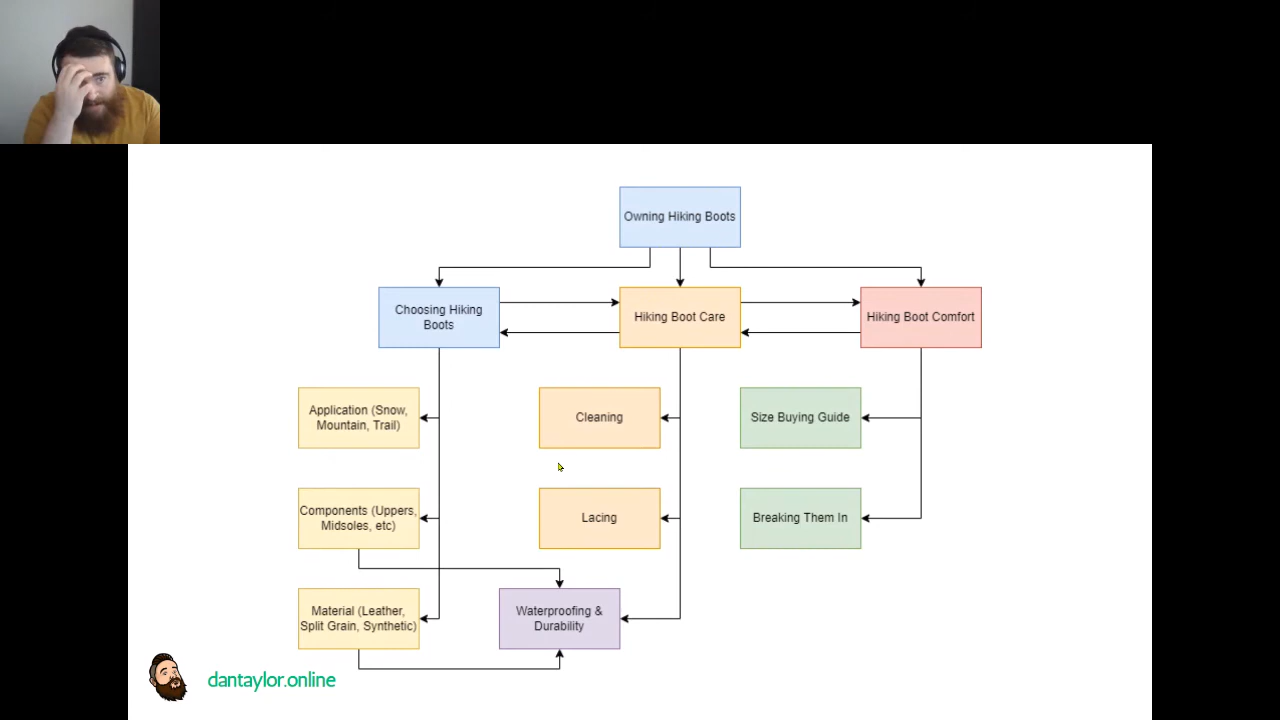 Owning Hiking Boots
Choosing Hiking
Boots
Hiking Boot Care
Hiking Boot Comfort
Application (Snow,
Mountain, Trail)
Cleaning
Size Buying Guide
Components (Uppers,
Midsoles, etc)
Lacing
Breaking Them In
Material (Leather,
Split Grain, Synthetic)
Waterproofing &
Durability
dantaylor.online